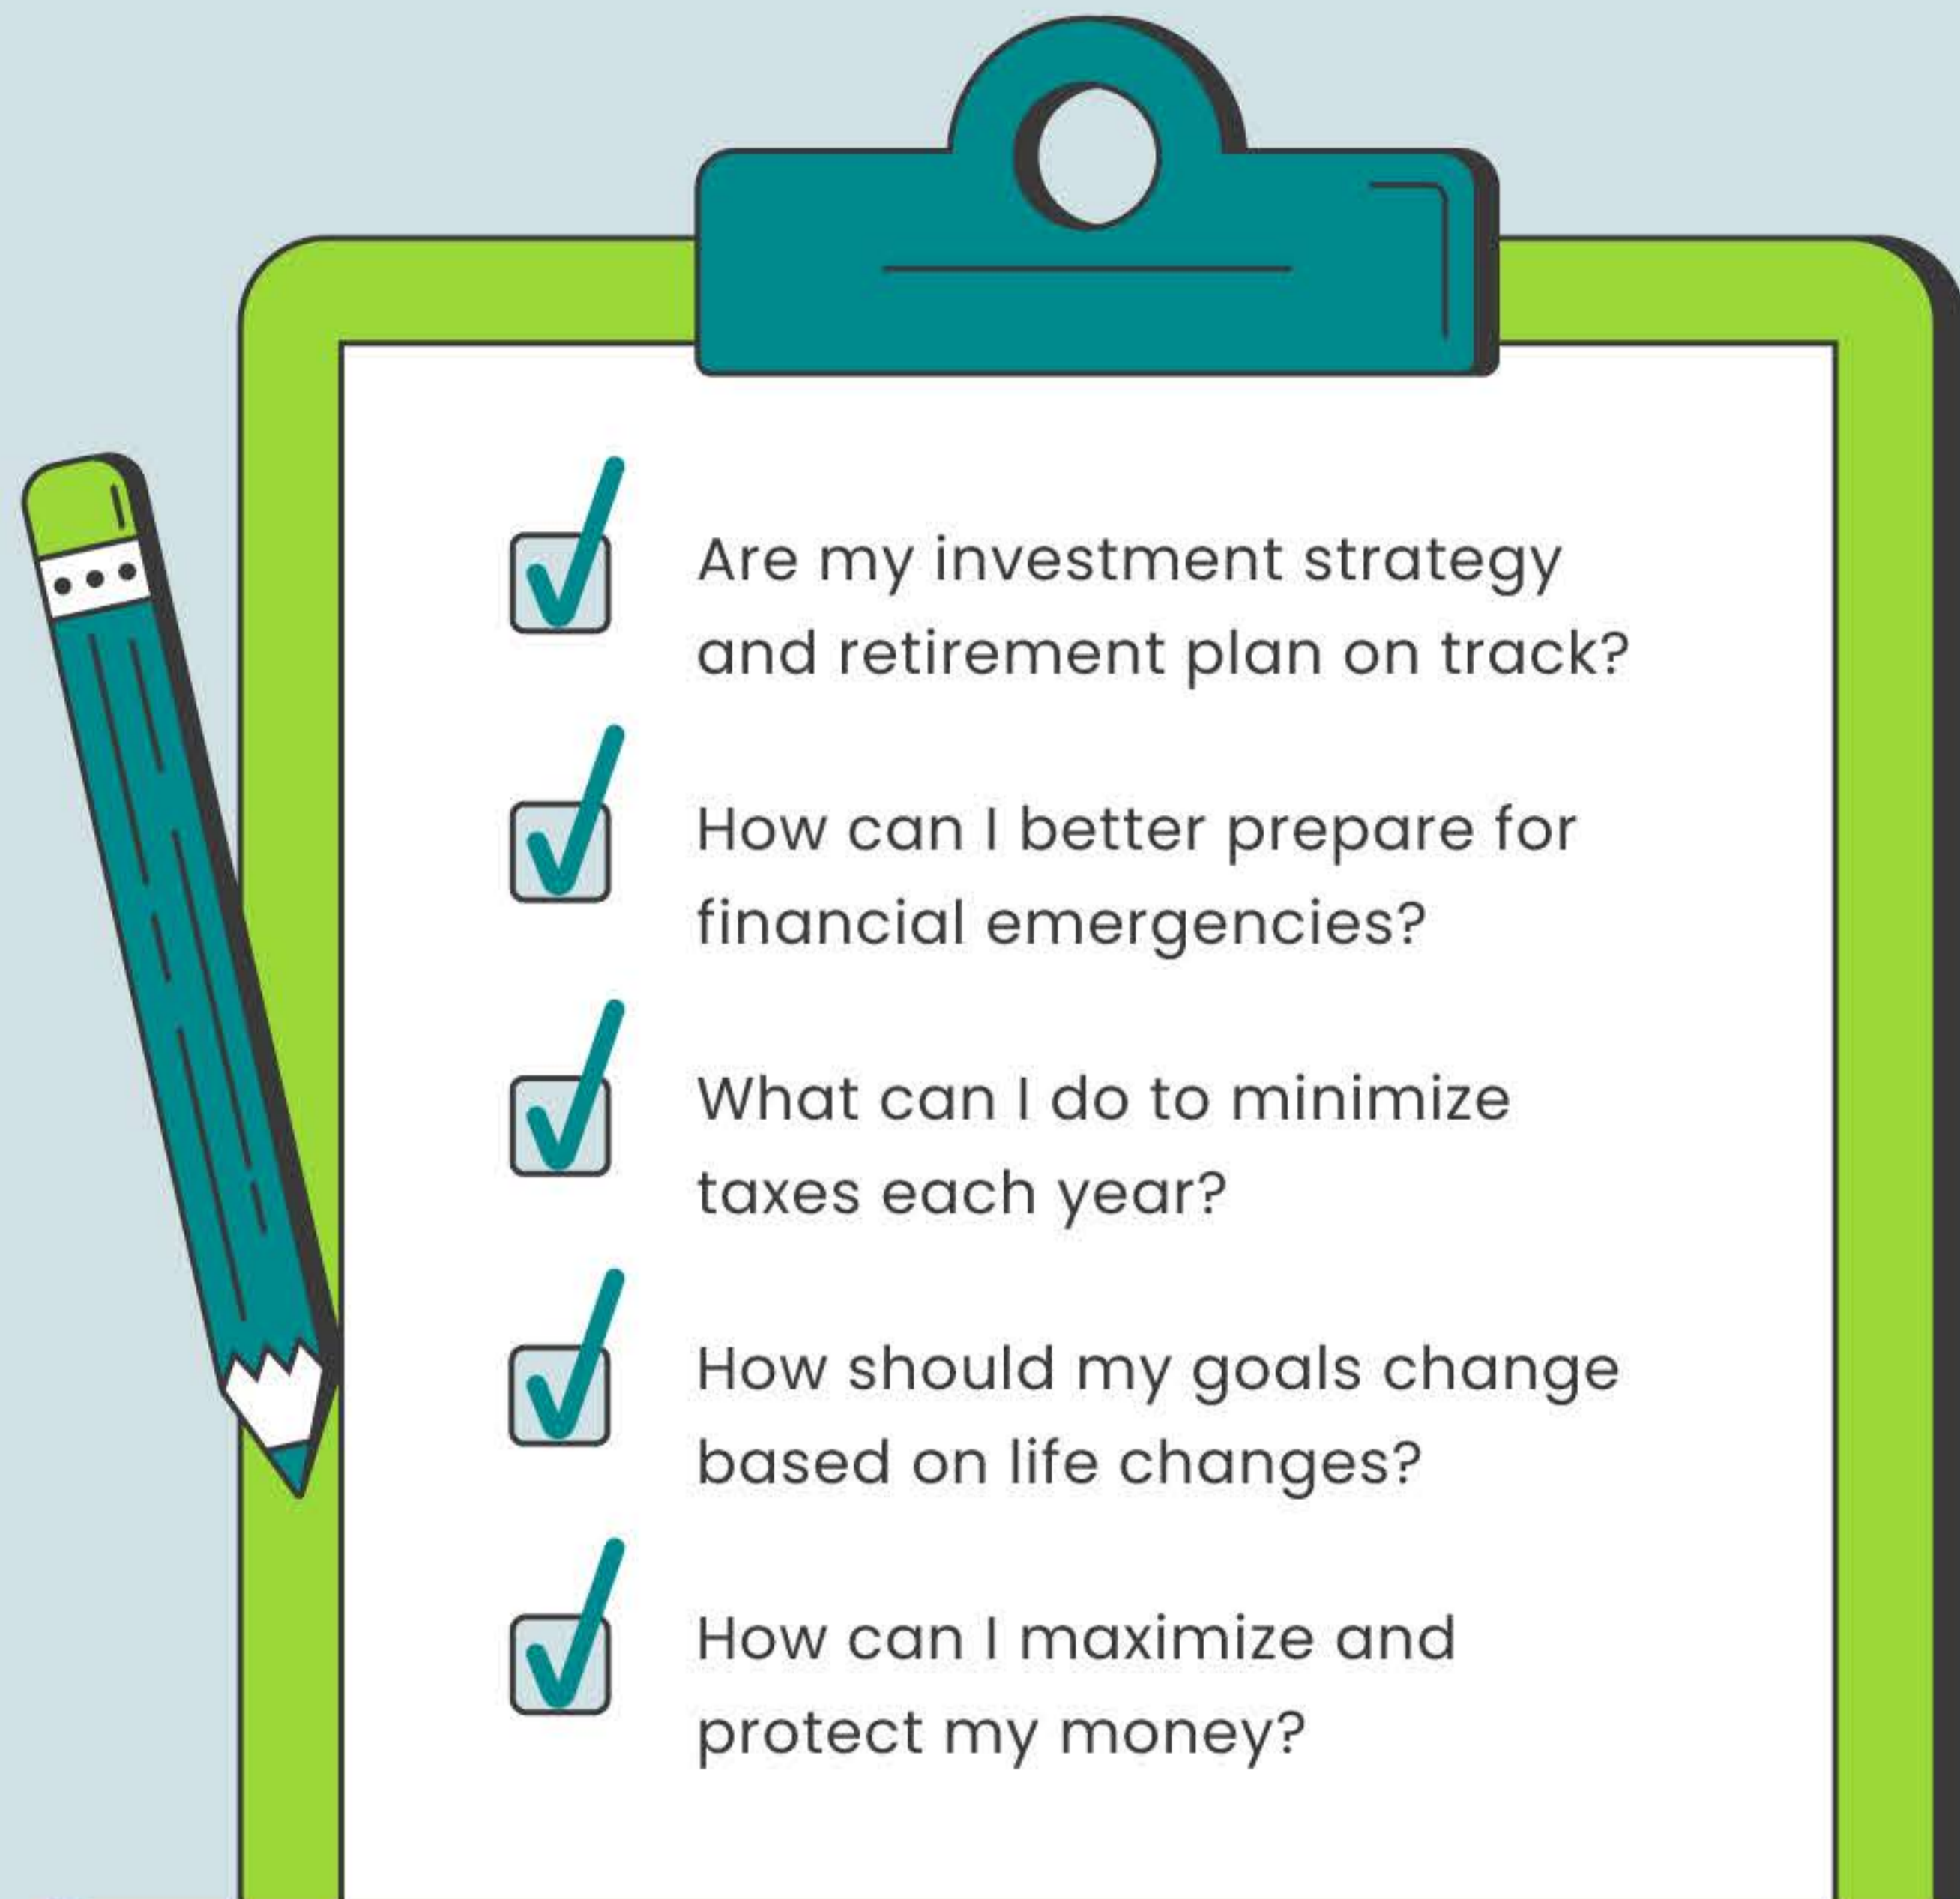 Are my investment strategy
and retirement plan on track?
How can I better prepare for
financial emergencies?
What can I do to minimize
taxes each year?
How should my goals change
based on life changes?
How can I maximize and
protect my money?